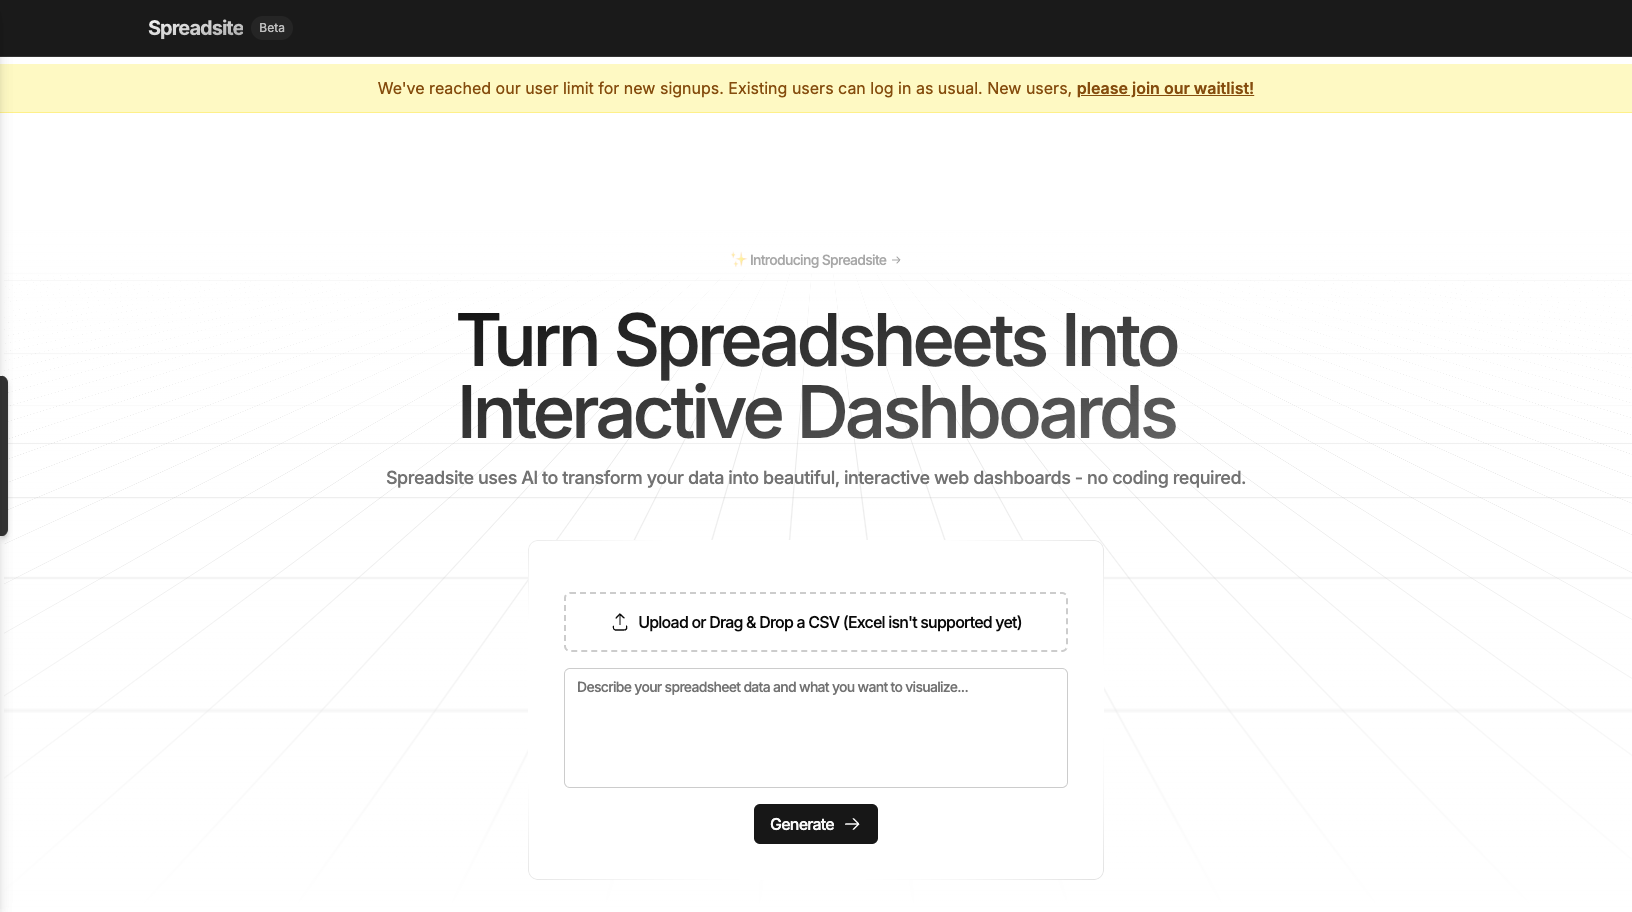 Spreadsite Beta
We've reached our user limit for new signups. Existing users can log in as usual. New users, please join our waitlist!
✨ Introducing Spreadsite →
Turn Spreadsheets Into
Interactive Dashboards
Spreadsite uses AI to transform your data into beautiful, interactive web dashboards - no coding required.
Upload or Drag & Drop a CSV (Excel isn't supported yet)
Describe your spreadsheet data and what you want to visualize...
Generate →